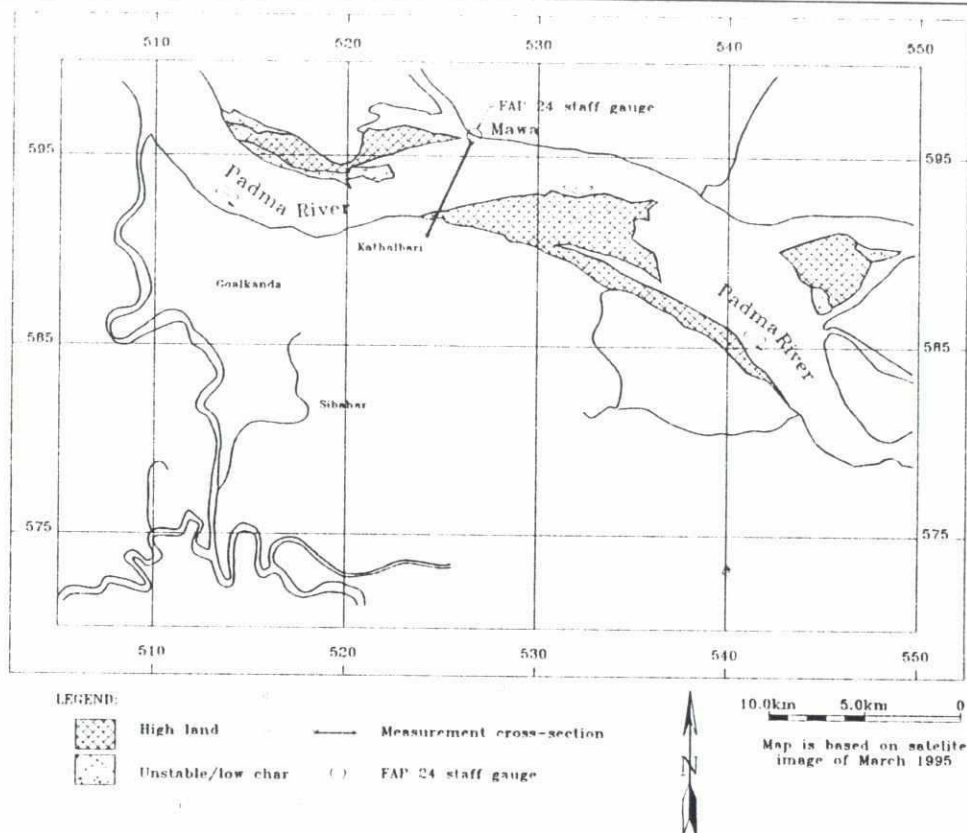 510 520 530 540 550
FAP 24 staff gauge
Mawa
595 595
Padma River
Kathalbari
Goalkanda
Padma River
585 585
Sibahar
575 575
510 520 530 540 550
LEGEND:
High land
Measurement cross-section
Unstable/low char
FAP 24 staff gauge
N
10.0km 5.0km 0
Map is based on satelite
image of March 1995